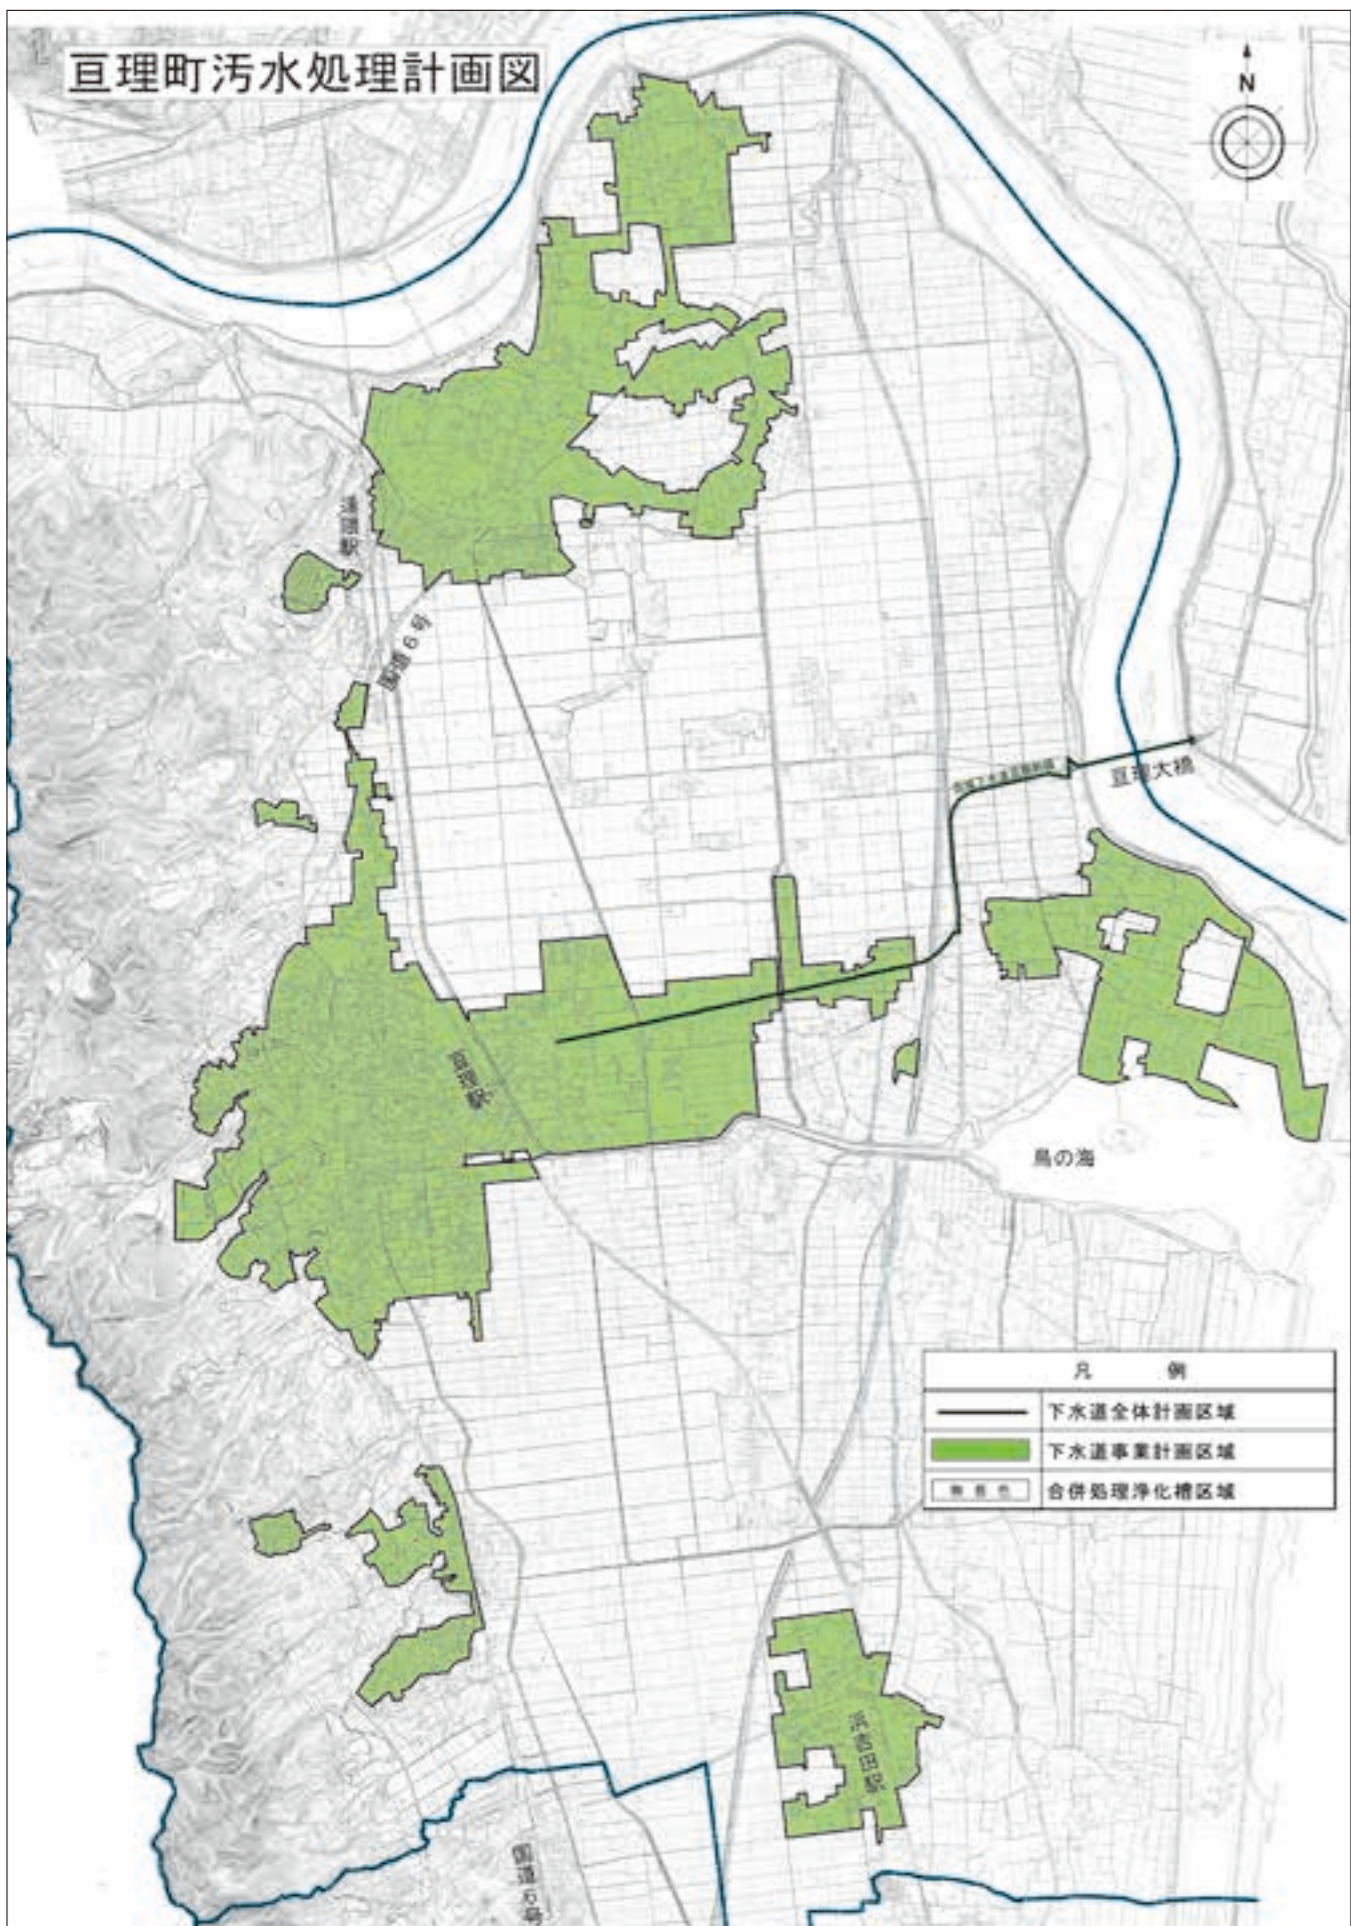 亘理町汚水処理計画図
N
逢隈駅
国道6号
亘理大橋
亘理駅
鳥の海
凡 例
下水道全体計画区域
下水道事業計画区域
無着色
合併処理浄化槽区域
浜吉田駅
国道6号